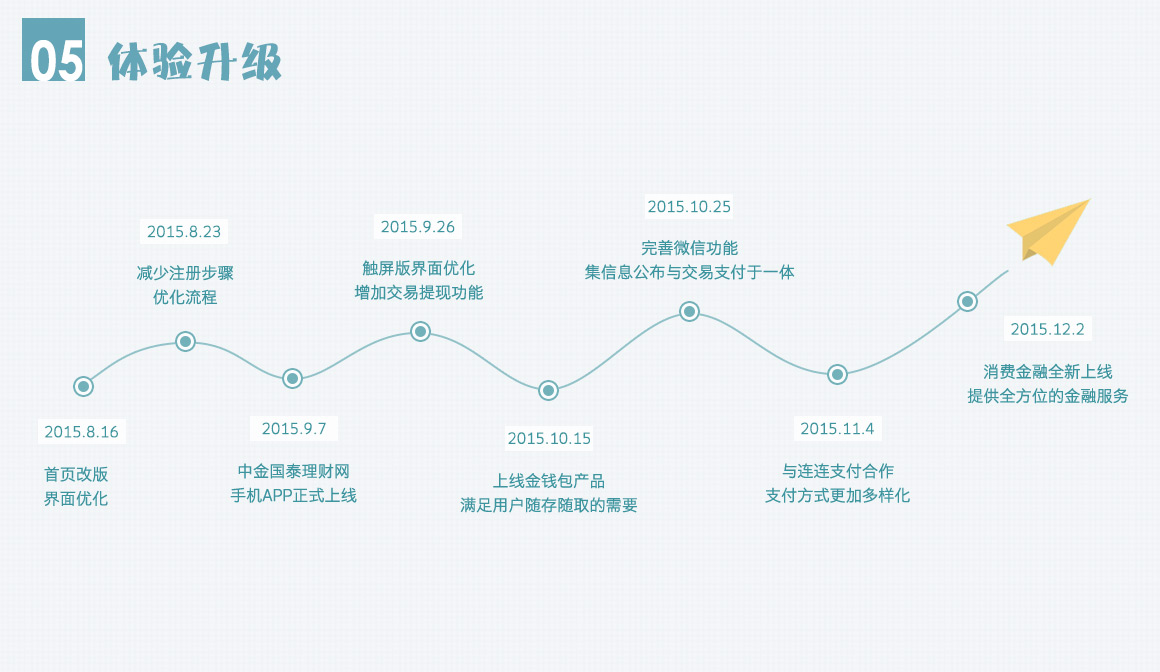 05 体验升级
2015.8.16
首页改版
界面优化
2015.8.23
减少注册步骤
优化流程
2015.9.7
中金国泰理财网
手机APP正式上线
2015.9.26
触屏版界面优化
增加交易提现功能
2015.10.15
上线金钱包产品
满足用户随存随取的需要
2015.10.25
完善微信功能
集信息公布与交易支付于一体
2015.11.4
与连连支付合作
支付方式更加多样化
2015.12.2
消费金融全新上线
提供全方位的金融服务